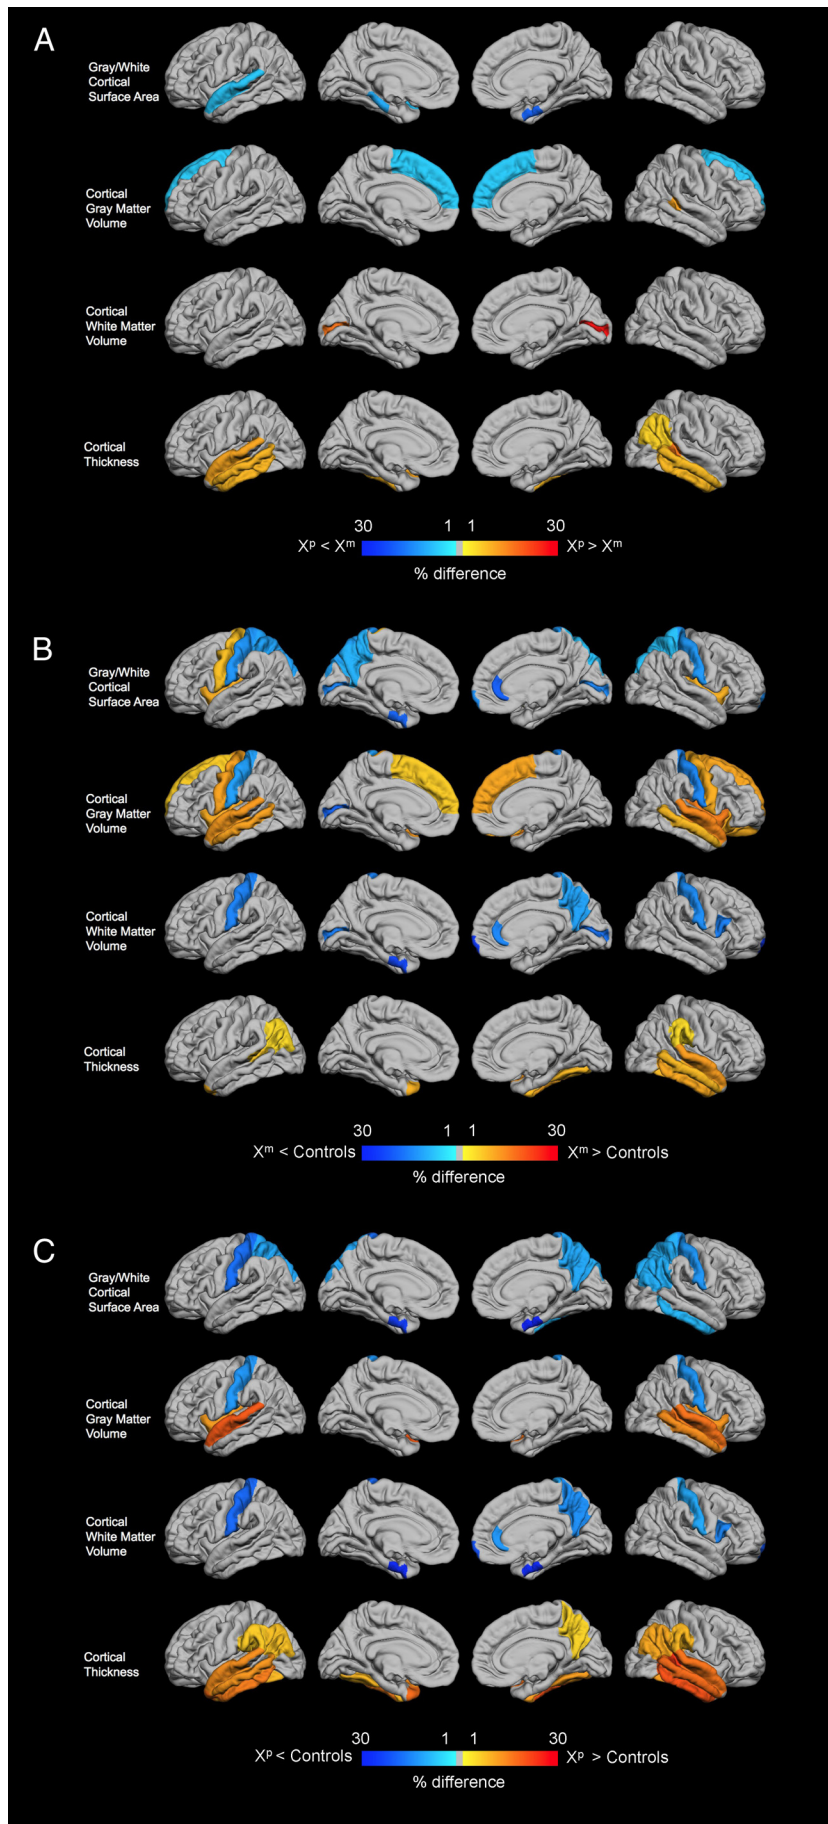 A
Gray/White
Cortical
Surface Area
Cortical
Gray Matter
Volume
Cortical
White Matter
Volume
Cortical
Thickness
30 1 1 30
Xᵖ < Xᵐ Xᵖ > Xᵐ
% difference
B
Gray/White
Cortical
Surface Area
Cortical
Gray Matter
Volume
Cortical
White Matter
Volume
Cortical
Thickness
30 1 1 30
Xᵐ < Controls Xᵐ > Controls
% difference
C
Gray/White
Cortical
Surface Area
Cortical
Gray Matter
Volume
Cortical
White Matter
Volume
Cortical
Thickness
30 1 1 30
Xᵖ < Controls Xᵖ > Controls
% difference